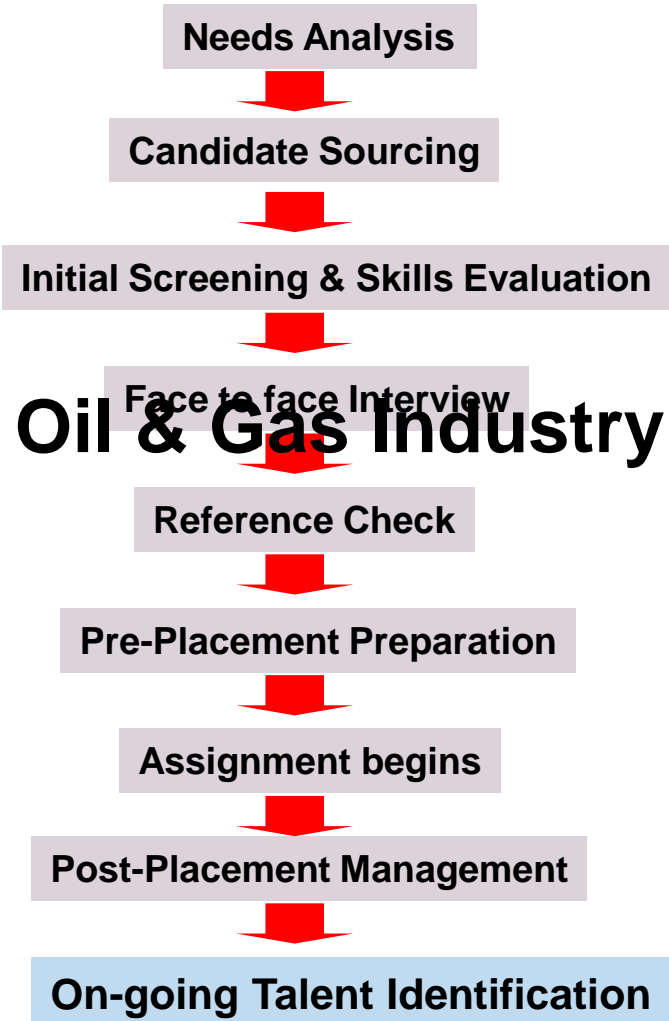 Needs Analysis
Candidate Sourcing
Initial Screening & Skills Evaluation
Face to face Interview
Oil & Gas Industry
Reference Check
Pre-Placement Preparation
Assignment begins
Post-Placement Management
On-going Talent Identification